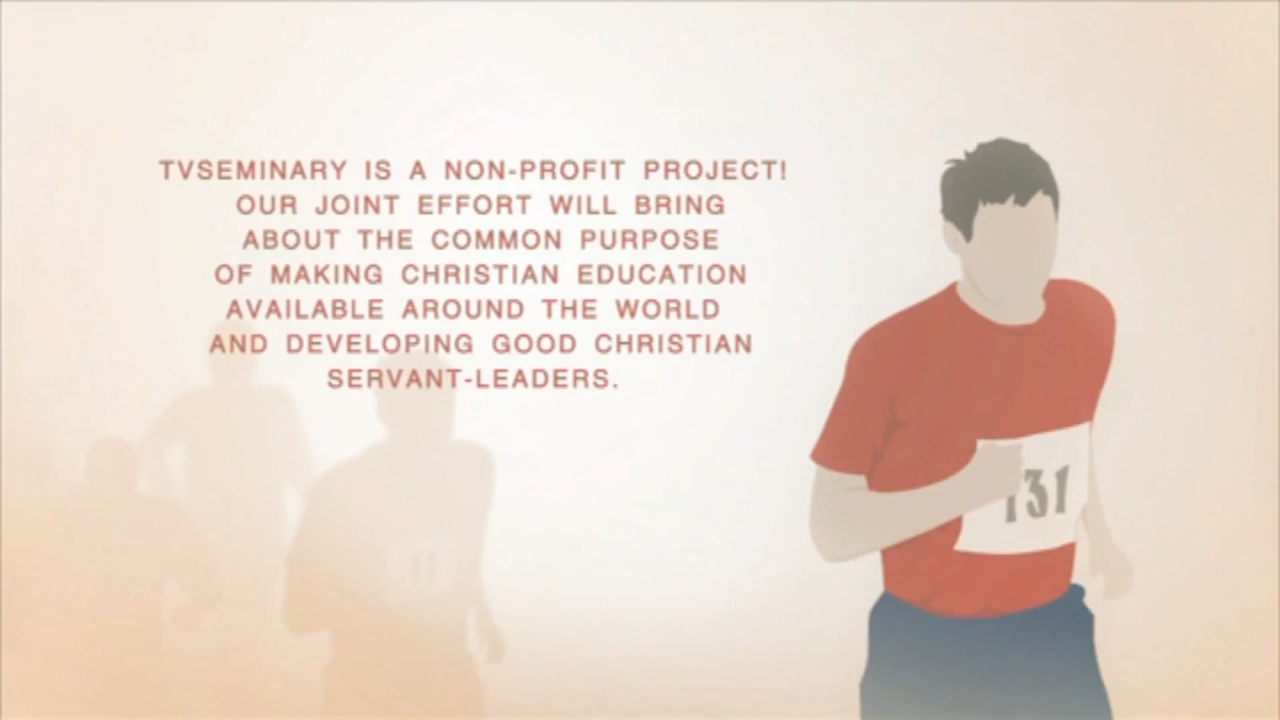 TVSEMINARY IS A NON-PROFIT PROJECT!
OUR JOINT EFFORT WILL BRING
ABOUT THE COMMON PURPOSE
OF MAKING CHRISTIAN EDUCATION
AVAILABLE AROUND THE WORLD
AND DEVELOPING GOOD CHRISTIAN
SERVANT-LEADERS.
131